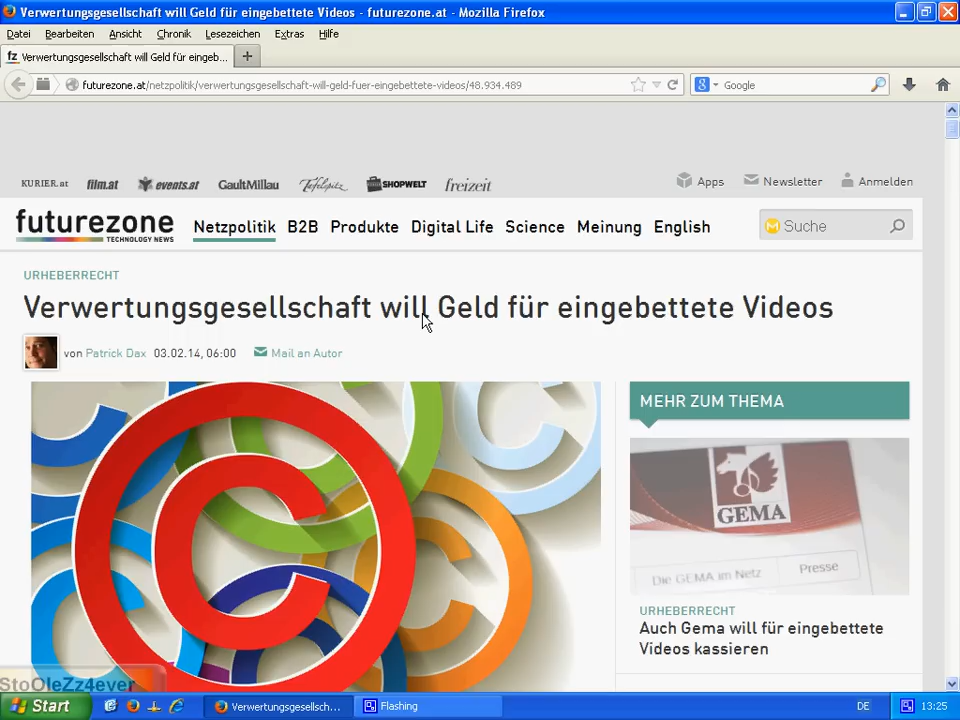 Verwertungsgesellschaft will Geld für eingebettete Videos - futurezone.at - Mozilla Firefox
Datei Bearbeiten Ansicht Chronik Lesezeichen Extras Hilfe
fz Verwertungsgesellschaft will Geld für eingeb...
futurezone.at/netzpolitik/verwertungsgesellschaft-will-geld-fuer-eingebettete-videos/48.934.489
Google
KURIER.at film.at events.at GaultMillau Tafelspitz SHOPWELT freizeit
Apps Newsletter Anmelden
futurezone
TECHNOLOGY NEWS
Netzpolitik B2B Produkte Digital Life Science Meinung English
Suche
URHEBERRECHT
Verwertungsgesellschaft will Geld für eingebettete Videos
von Patrick Dax 03.02.14, 06:00 Mail an Autor
MEHR ZUM THEMA
GEMA
Die GEMA im Netz
Presse
URHEBERRECHT
Auch Gema will für eingebettete
Videos kassieren
StoOleZz4ever
Start
Verwertungsgesellsch...
Flashing
DE
13:25